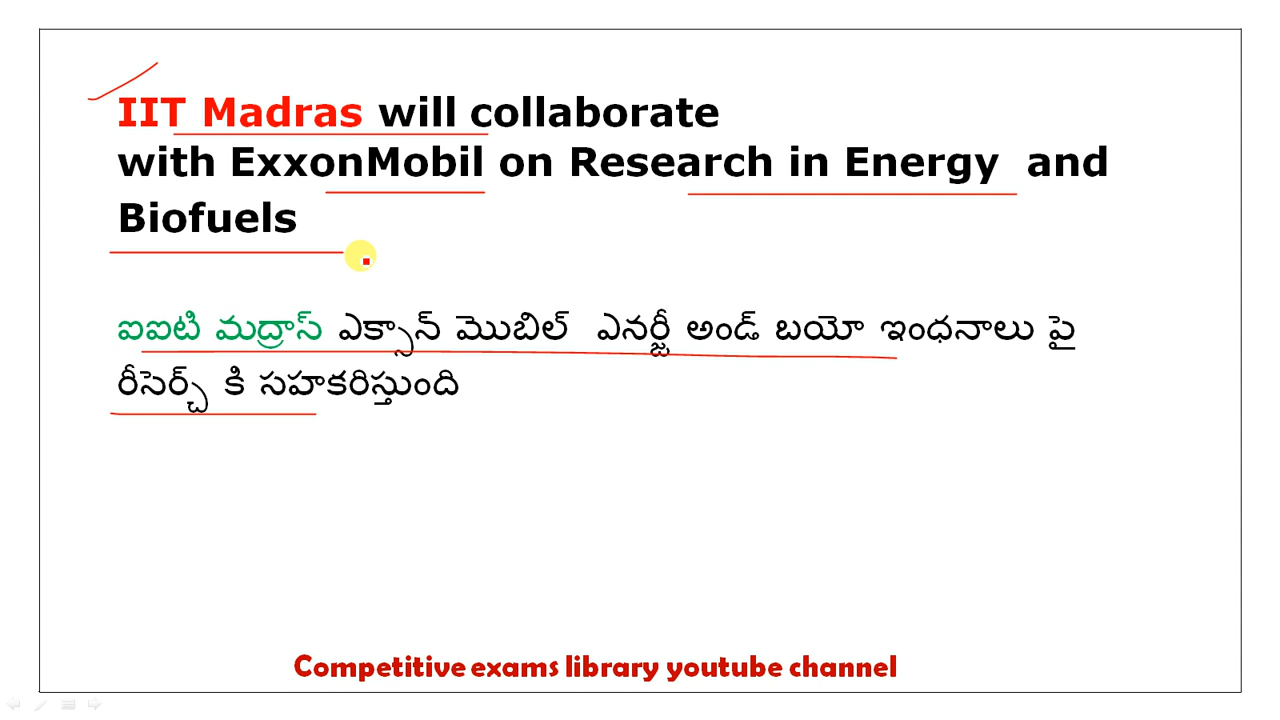 IIT Madras will collaborate
with ExxonMobil on Research in Energy and
Biofuels
ఐఐటి మద్రాస్ ఎక్సాన్ మొబిల్ ఎనర్జీ అండ్ బయో ఇంధనాలు పై
రీసెర్చ్ కి సహకరిస్తుంది
Competitive exams library youtube channel